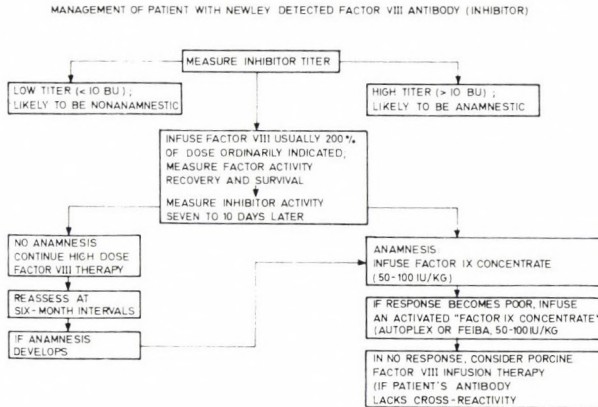 MANAGEMENT OF PATIENT WITH NEWLEY DETECTED FACTOR VIII ANTIBODY (INHIBITOR)
MEASURE INHIBITOR TITER
LOW TITER (< 10 BU) ;
LIKELY TO BE NONANAMNESTIC
HIGH TITER (> 10 BU) ;
LIKELY TO BE ANAMNESTIC
INFUSE FACTOR VIII USUALLY 200 %
OF DOSE ORDINARILY INDICATED;
MEASURE FACTOR ACTIVITY
RECOVERY AND SURVIVAL
MEASURE INHIBITOR ACTIVITY
SEVEN TO 10 DAYS LATER
NO ANAMNESIS
CONTINUE HIGH DOSE
FACTOR VIII THERAPY
REASSESS AT
SIX-MONTH INTERVALS
IF ANAMNESIS
DEVELOPS
ANAMNESIS:
INFUSE FACTOR IX CONCENTRATE
(50-100 IU/KG)
IF RESPONSE BECOMES POOR, INFUSE
AN ACTIVATED "FACTOR IX CONCENTRATE"
(AUTOPLEX OR FEIBA, 50-100 IU/KG
IN NO RESPONSE, CONSIDER PORCINE
FACTOR VIII INFUSION THERAPY
(IF PATIENT'S ANTIBODY
LACKS CROSS-REACTIVITY